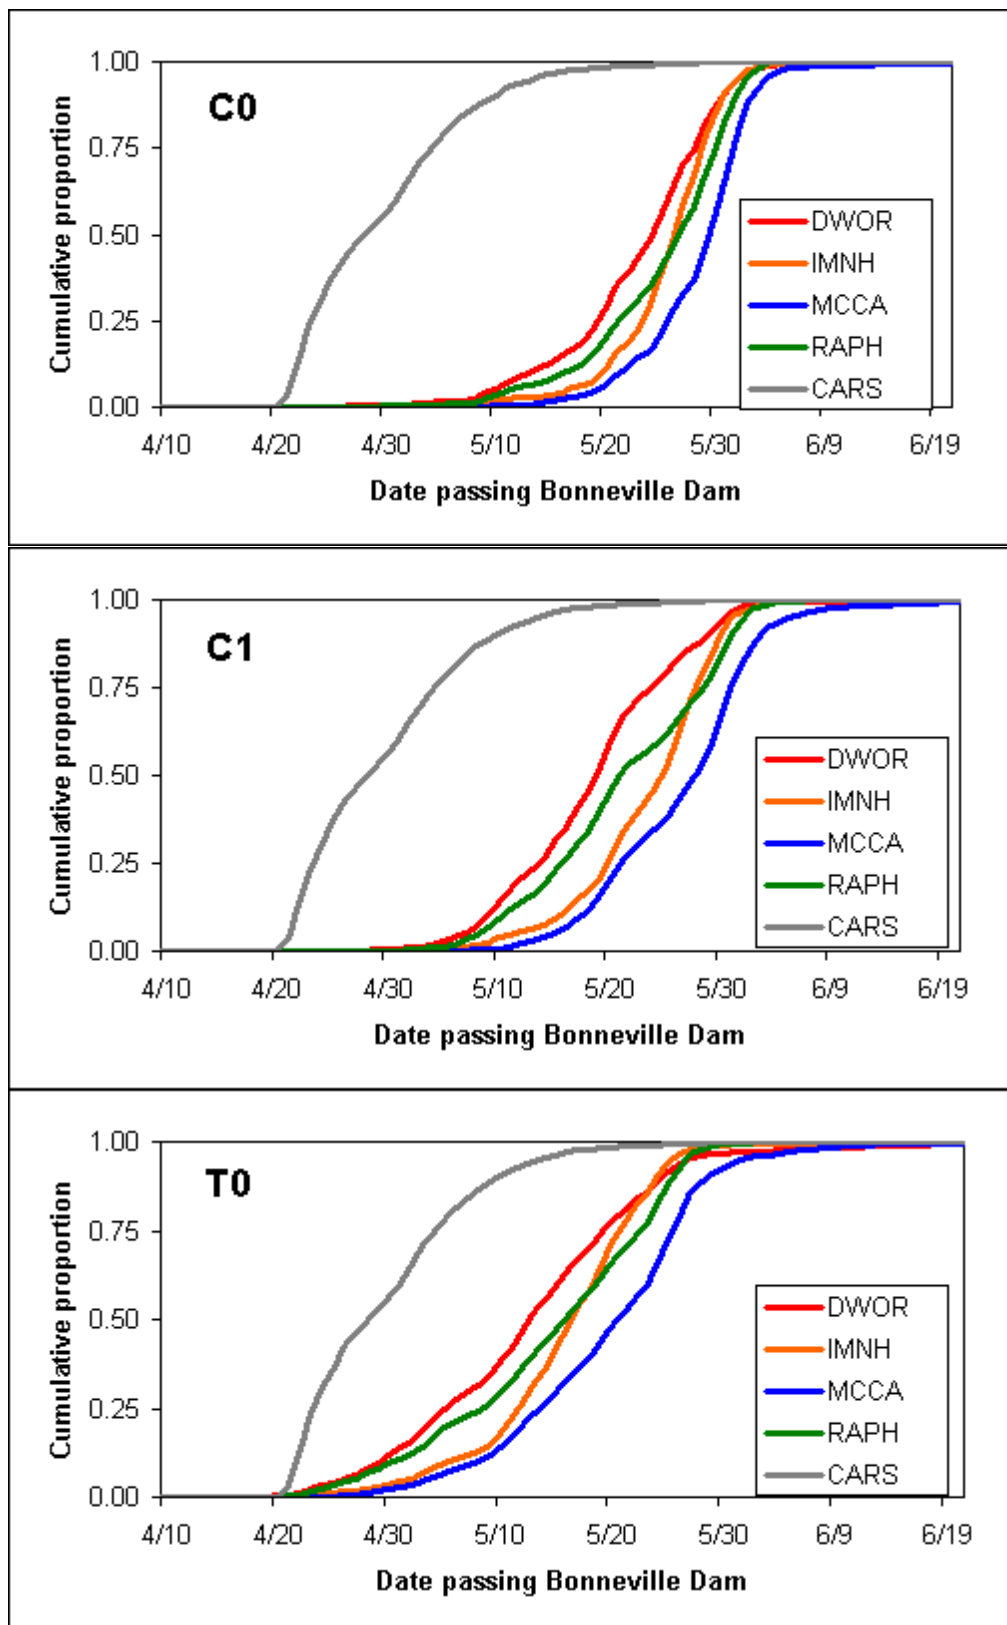 C0
Cumulative proportion
1.00
0.75
0.50
0.25
0.00
DWOR
IMNH
MCCA
RAPH
CARS
4/10 4/20 4/30 5/10 5/20 5/30 6/9 6/19
Date passing Bonneville Dam
C1
Cumulative proportion
1.00
0.75
0.50
0.25
0.00
DWOR
IMNH
MCCA
RAPH
CARS
4/10 4/20 4/30 5/10 5/20 5/30 6/9 6/19
Date passing Bonneville Dam
T0
Cumulative proportion
1.00
0.75
0.50
0.25
0.00
DWOR
IMNH
MCCA
RAPH
CARS
4/10 4/20 4/30 5/10 5/20 5/30 6/9 6/19
Date passing Bonneville Dam